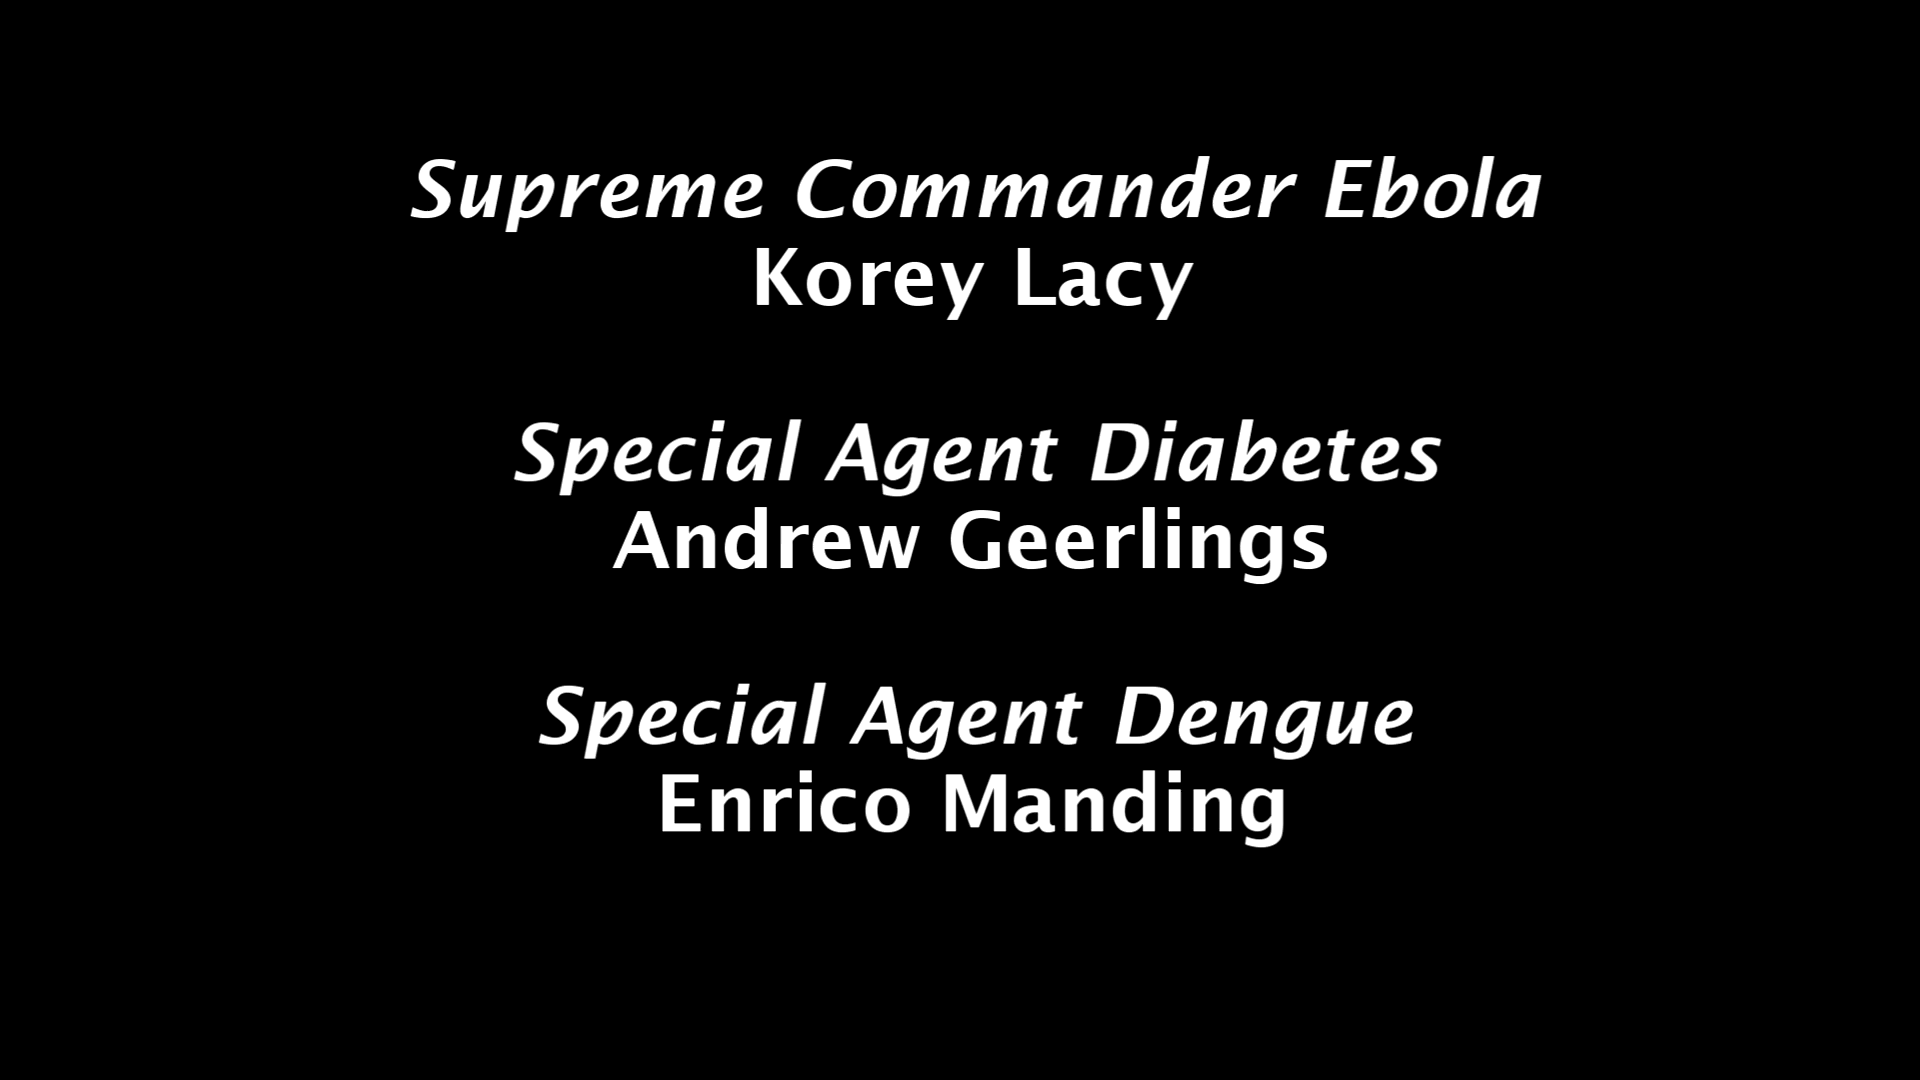 Supreme Commander Ebola
Korey Lacy
Special Agent Diabetes
Andrew Geerlings
Special Agent Dengue
Enrico Manding